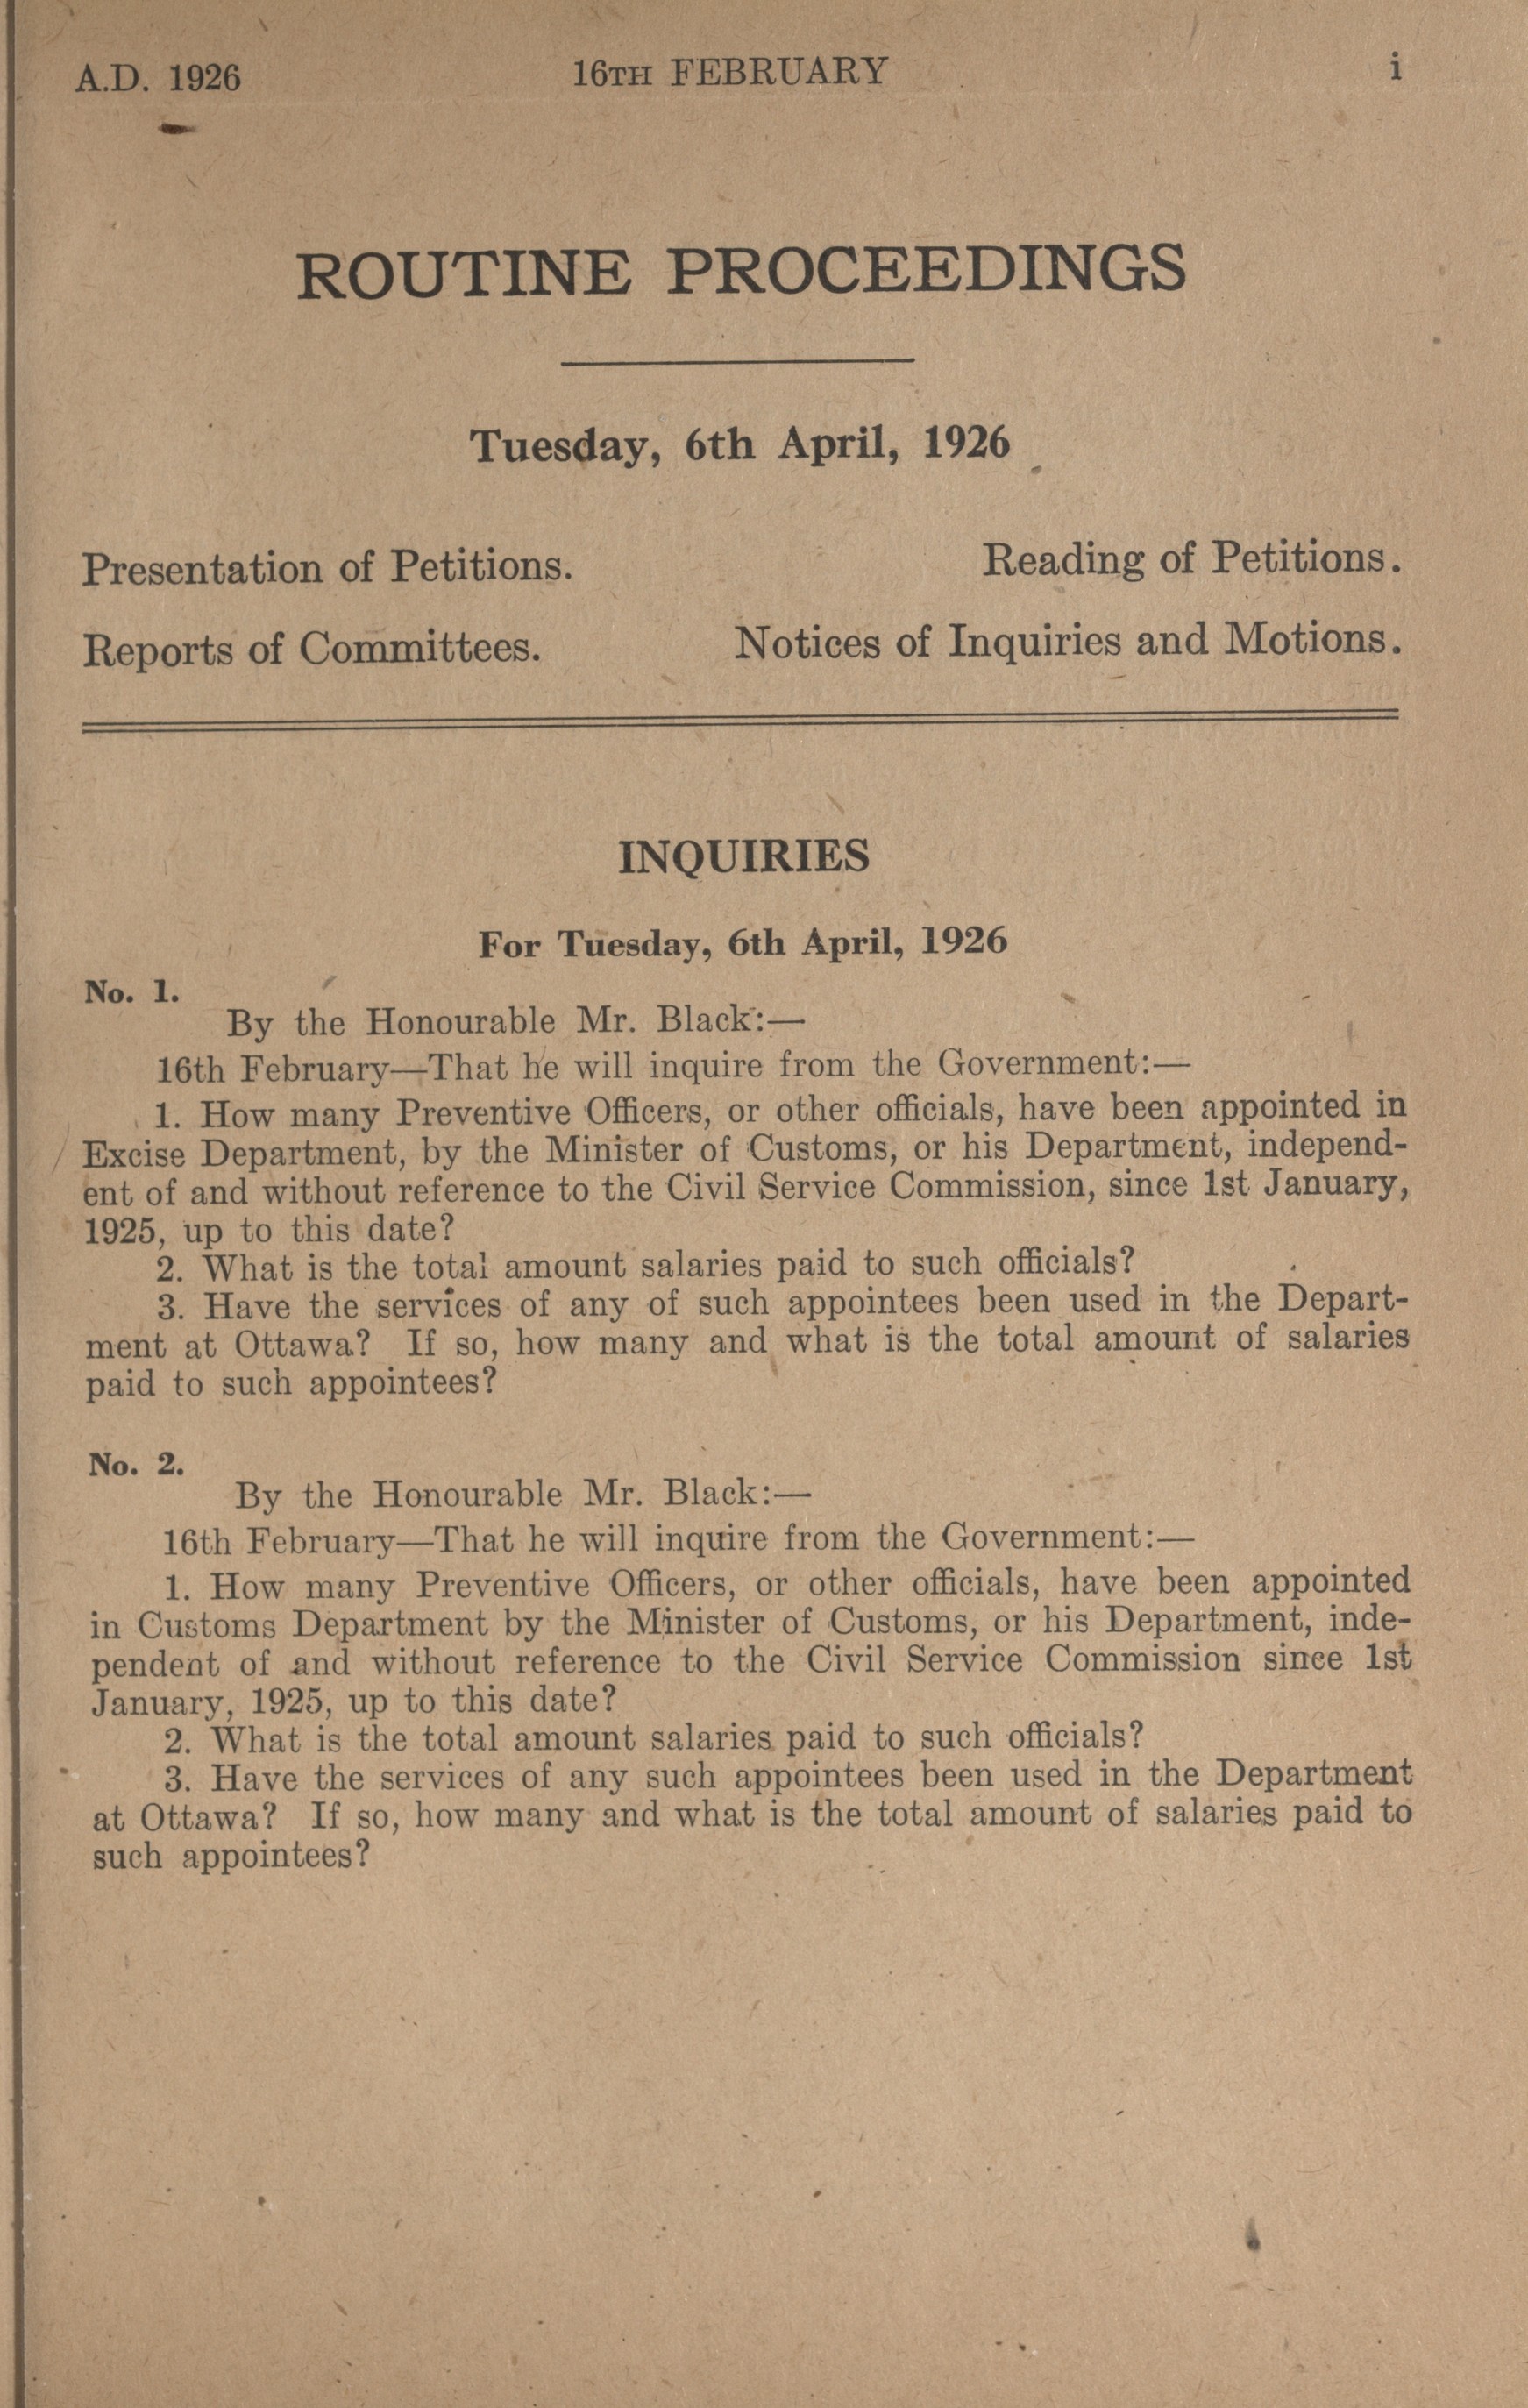 A.D. 1926 16TH FEBRUARY i
ROUTINE PROCEEDINGS
Tuesday, 6th April, 1926
Presentation of Petitions. Reading of Petitions.
Reports of Committees. Notices of Inquiries and Motions.
INQUIRIES
For Tuesday, 6th April, 1926
No. 1.
By the Honourable Mr. Black:—
16th February—That he will inquire from the Government:—
1. How many Preventive Officers, or other officials, have been appointed in
Excise Department, by the Minister of Customs, or his Department, independ-
ent of and without reference to the Civil Service Commission, since 1st January,
1925, up to this date?
2. What is the total amount salaries paid to such officials?
3. Have the services of any of such appointees been used in the Depart-
ment at Ottawa? If so, how many and what is the total amount of salaries
paid to such appointees?
No. 2.
By the Honourable Mr. Black:—
16th February—That he will inquire from the Government:—
1. How many Preventive Officers, or other officials, have been appointed
in Customs Department by the Minister of Customs, or his Department, inde-
pendent of and without reference to the Civil Service Commission since 1st
January, 1925, up to this date?
2. What is the total amount salaries paid to such officials?
3. Have the services of any such appointees been used in the Department
at Ottawa? If so, how many and what is the total amount of salaries paid to
such appointees?